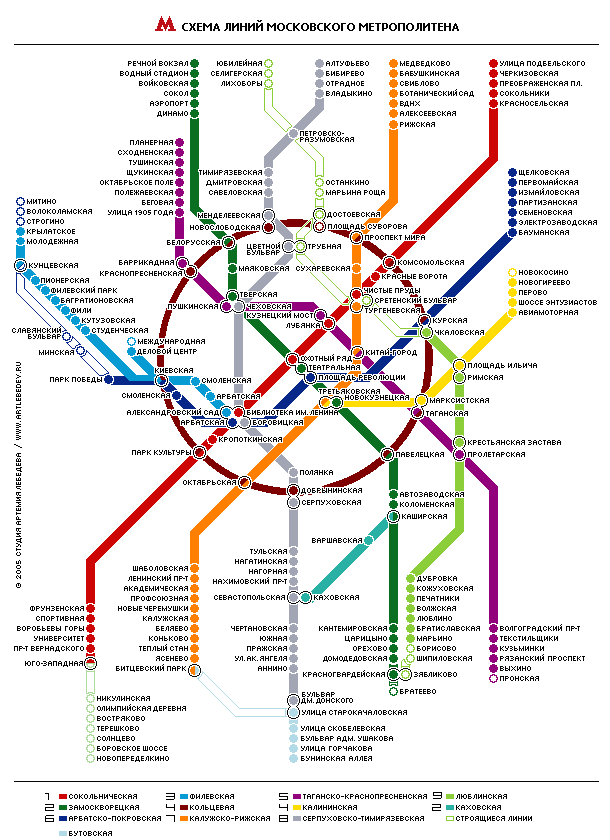 СХЕМА ЛИНИЙ МОСКОВСКОГО МЕТРОПОЛИТЕНА
РЕЧНОЙ ВОКЗАЛ
ВОДНЫЙ СТАДИОН
ВОЙКОВСКАЯ
СОКОЛ
АЭРОПОРТ
ДИНАМО
ЮБИЛЕЙНАЯ
СЕЛИГЕРСКАЯ
ЛИХОБОРЫ
АЛТУФЬЕВО
БИБИРЕВО
ОТРАДНОЕ
ВЛАДЫКИНО
МЕДВЕДКОВО
БАБУШКИНСКАЯ
СВИБЛОВО
БОТАНИЧЕСКИЙ САД
ВДНХ
АЛЕКСЕЕВСКАЯ
РИЖСКАЯ
УЛИЦА ПОДБЕЛЬСКОГО
ЧЕРКИЗОВСКАЯ
ПРЕОБРАЖЕНСКАЯ ПЛ.
СОКОЛЬНИКИ
КРАСНОСЕЛЬСКАЯ
ПЕТРОВСКО-
РАЗУМОВСКАЯ
ПЛАНЕРНАЯ
СХОДНЕНСКАЯ
ТУШИНСКАЯ
ЩУКИНСКАЯ
ОКТЯБРЬСКОЕ ПОЛЕ
ПОЛЕЖАЕВСКАЯ
БЕГОВАЯ
УЛИЦА 1905 ГОДА
ТИМИРЯЗЕВСКАЯ
ДМИТРОВСКАЯ
САВЕЛОВСКАЯ
ОСТАНКИНО
МАРЬИНА РОЩА
ЩЕЛКОВСКАЯ
ПЕРВОМАЙСКАЯ
ИЗМАЙЛОВСКАЯ
ПАРТИЗАНСКАЯ
СЕМЕНОВСКАЯ
ЭЛЕКТРОЗАВОДСКАЯ
БАУМАНСКАЯ
МИТИНО
ВОЛОКОЛАМСКАЯ
СТРОГИНО
КРЫЛАТСКОЕ
МОЛОДЕЖНАЯ
МЕНДЕЛЕЕВСКАЯ
НОВОСЛОБОДСКАЯ
ДОСТОЕВСКАЯ
ПЛОЩАДЬ СУВОРОВА
ПРОСПЕКТ МИРА
БЕЛОРУССКАЯ
ЦВЕТНОЙ
БУЛЬВАР
ТРУБНАЯ
КУНЦЕВСКАЯ
БАРРИКАДНАЯ
КРАСНОПРЕСНЕНСКАЯ
МАЯКОВСКАЯ
СУХАРЕВСКАЯ
КОМСОМОЛЬСКАЯ
КРАСНЫЕ ВОРОТА
НОВОКОСИНО
НОВОГИРЕЕВО
ПЕРОВО
ШОССЕ ЭНТУЗИАСТОВ
АВИАМОТОРНАЯ
ПИОНЕРСКАЯ
ФИЛЕВСКИЙ ПАРК
БАГРАТИОНОВСКАЯ
ФИЛИ
КУТУЗОВСКАЯ
СТУДЕНЧЕСКАЯ
ТВЕРСКАЯ
ПУШКИНСКАЯ
ЧЕХОВСКАЯ
КУЗНЕЦКИЙ МОСТ
ЛУБЯНКА
ЧИСТЫЕ ПРУДЫ
СРЕТЕНСКИЙ БУЛЬВАР
ТУРГЕНЕВСКАЯ
КУРСКАЯ
ЧКАЛОВСКАЯ
СЛАВЯНСКИЙ
БУЛЬВАР
МИНСКАЯ
МЕЖДУНАРОДНАЯ
ДЕЛОВОЙ ЦЕНТР
ОХОТНЫЙ РЯД
ТЕАТРАЛЬНАЯ
ПЛОЩАДЬ РЕВОЛЮЦИИ
КИТАЙ-ГОРОД
ПЛОЩАДЬ ИЛЬИЧА
РИМСКАЯ
ПАРК ПОБЕДЫ
КИЕВСКАЯ
СМОЛЕНСКАЯ
СМОЛЕНСКАЯ
АРБАТСКАЯ
ТРЕТЬЯКОВСКАЯ
НОВОКУЗНЕЦКАЯ
МАРКСИСТСКАЯ
ТАГАНСКАЯ
АЛЕКСАНДРОВСКИЙ САД
БИБЛИОТЕКА ИМ. ЛЕНИНА
АРБАТСКАЯ
БОРОВИЦКАЯ
КРОПОТКИНСКАЯ
ПАРК КУЛЬТУРЫ
ПАВЕЛЕЦКАЯ
КРЕСТЬЯНСКАЯ ЗАСТАВА
ПРОЛЕТАРСКАЯ
ОКТЯБРЬСКАЯ
ПОЛЯНКА
ДОБРЫНИНСКАЯ
СЕРПУХОВСКАЯ
АВТОЗАВОДСКАЯ
КОЛОМЕНСКАЯ
КАШИРСКАЯ
ВАРШАВСКАЯ
КАХОВСКАЯ
ТУЛЬСКАЯ
НАГАТИНСКАЯ
НАГОРНАЯ
НАХИМОВСКИЙ ПР-Т
СЕВАСТОПОЛЬСКАЯ
ШАБОЛОВСКАЯ
ЛЕНИНСКИЙ ПР-Т
АКАДЕМИЧЕСКАЯ
ПРОФСОЮЗНАЯ
НОВЫЕ ЧЕРЕМУШКИ
КАЛУЖСКАЯ
БЕЛЯЕВО
КОНЬКОВО
ТЕПЛЫЙ СТАН
ЯСЕНЕВО
БИТЦЕВСКИЙ ПАРК
ФРУНЗЕНСКАЯ
СПОРТИВНАЯ
ВОРОБЬЕВЫ ГОРЫ
УНИВЕРСИТЕТ
ПР-Т ВЕРНАДСКОГО
ЮГО-ЗАПАДНАЯ
ЧЕРТАНОВСКАЯ
ЮЖНАЯ
ПРАЖСКАЯ
УЛ. АК. ЯНГЕЛЯ
АННИНО
БУЛЬВАР
ДМ. ДОНСКОГО
КАНТЕМИРОВСКАЯ
ЦАРИЦЫНО
ОРЕХОВО
ДОМОДЕДОВСКАЯ
КРАСНОГВАРДЕЙСКАЯ
БРАТЕЕВО
ДУБРОВКА
КОЖУХОВСКАЯ
ПЕЧАТНИКИ
ВОЛЖСКАЯ
ЛЮБЛИНО
БРАТИСЛАВСКАЯ
МАРЬИНО
БОРИСОВО
ШИПИЛОВСКАЯ
ЗЯБЛИКОВО
ВОЛГОГРАДСКИЙ ПР-Т
ТЕКСТИЛЬЩИКИ
КУЗЬМИНКИ
РЯЗАНСКИЙ ПРОСПЕКТ
ВЫХИНО
ПРОНСКАЯ
НИКУЛИНСКАЯ
ОЛИМПИЙСКАЯ ДЕРЕВНЯ
ВОСТРЯКОВО
ТЕРЕШКОВО
СОЛНЦЕВО
БОРОВСКОЕ ШОССЕ
НОВОПЕРЕДЕЛКИНО
УЛИЦА СТАРОКАЧАЛОВСКАЯ
УЛИЦА СКОБЕЛЕВСКАЯ
БУЛЬВАР АДМ. УШАКОВА
УЛИЦА ГОРЧАКОВА
БУНИНСКАЯ АЛЛЕЯ
© 2005 СТУДИЯ АРТЕМИЯ ЛЕБЕДЕВА / WWW.ARTLEBEDEV.RU
1 СОКОЛЬНИЧЕСКАЯ
2 ЗАМОСКВОРЕЦКАЯ
3 АРБАТСКО-ПОКРОВСКАЯ
БУТОВСКАЯ
ФИЛЕВСКАЯ
КОЛЬЦЕВАЯ
КАЛУЖСКО-РИЖСКАЯ
ТАГАНСКО-КРАСНОПРЕСНЕНСКАЯ
КАЛИНИНСКАЯ
СЕРПУХОВСКО-ТИМИРЯЗЕВСКАЯ
ЛЮБЛИНСКАЯ
КАХОВСКАЯ
СТРОЯЩИЕСЯ ЛИНИИ